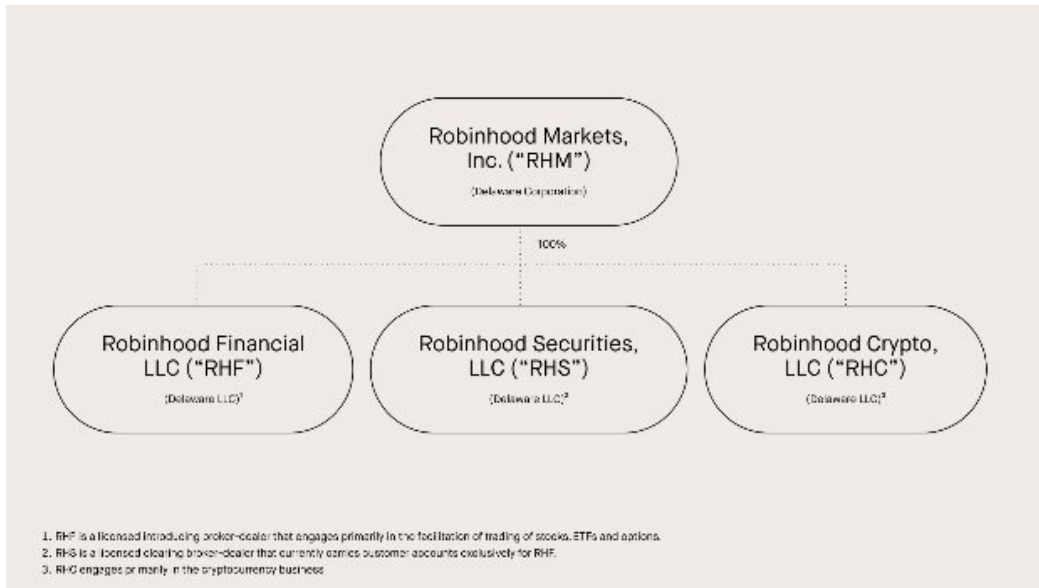 Robinhood Markets,
Inc. (“RHM”)
(Delaware Corporation)
100%
Robinhood Financial
LLC (“RHF”)
(Delaware LLC)¹
Robinhood Securities,
LLC (“RHS”)
(Delaware LLC)²
Robinhood Crypto,
LLC (“RHC”)
(Delaware LLC)³
1. RHF is a licensed introducing broker-dealer that engages primarily in the facilitation of trading of stocks, ETFs and options.
2. RHS is a licensed clearing broker-dealer that currently carries customer accounts exclusively for RHF.
3. RHC engages primarily in the cryptocurrency business